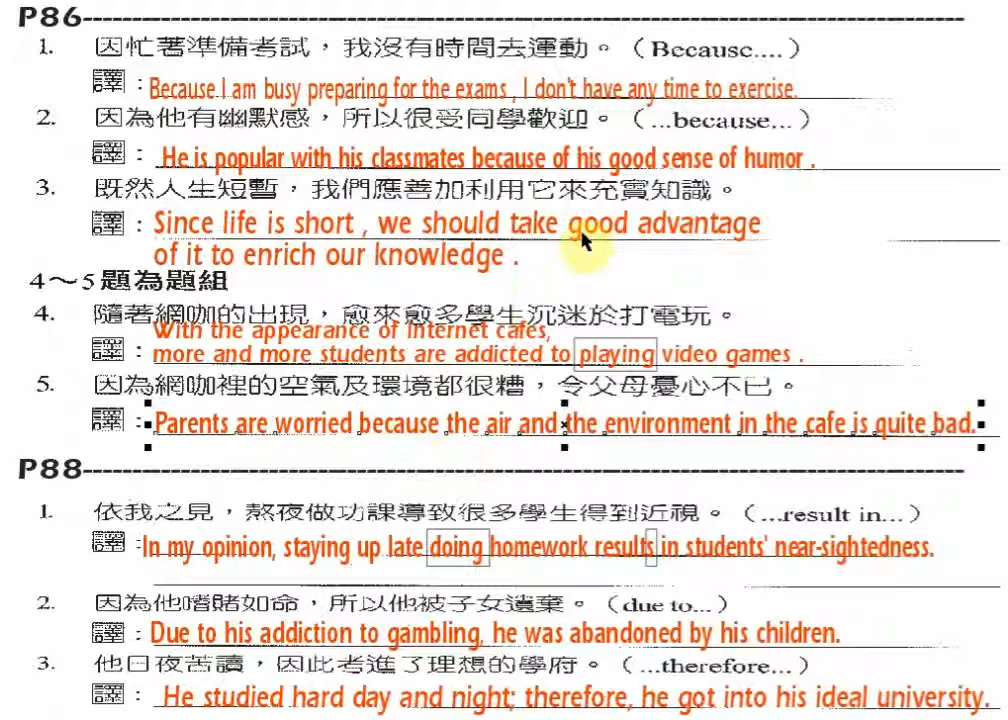 P86
1. 因忙著準備考試，我沒有時間去運動。（Because....）
譯：Because I am busy preparing for the exams , I don't have any time to exercise.
2. 因為他有幽默感，所以很受同學歡迎。（...because...）
譯： He is popular with his classmates because of his good sense of humor .
3. 既然人生短暫，我們應善加利用它來充實知識。
譯：Since life is short , we should take good advantage
of it to enrich our knowledge .
4～5題為題組
4. 隨著網咖的出現，愈來愈多學生沉迷於打電玩。
With the appearance of Internet cafés,
譯：more and more students are addicted to playing video games .
5. 因為網咖裡的空氣及環境都很糟，令父母憂心不已。
譯：Parents are worried because the air and the environment in the cafe is quite bad.
P88
1. 依我之見，熬夜做功課導致很多學生得到近視。（...result in...）
譯：In my opinion, staying up late doing homework results in students' near-sightedness.
2. 因為他嗜賭如命，所以他被子女遺棄。（due to...）
譯：Due to his addiction to gambling, he was abandoned by his children.
3. 他日夜苦讀，因此考進了理想的學府。（...therefore...）
譯： He studied hard day and night; therefore, he got into his ideal university.